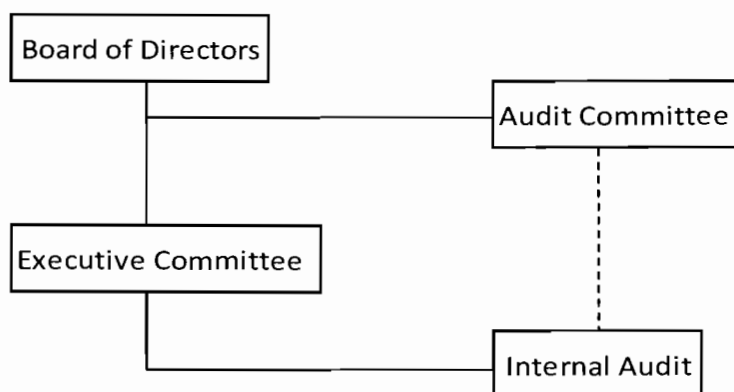 Board of Directors
Audit Committee
Executive Committee
Internal Audit